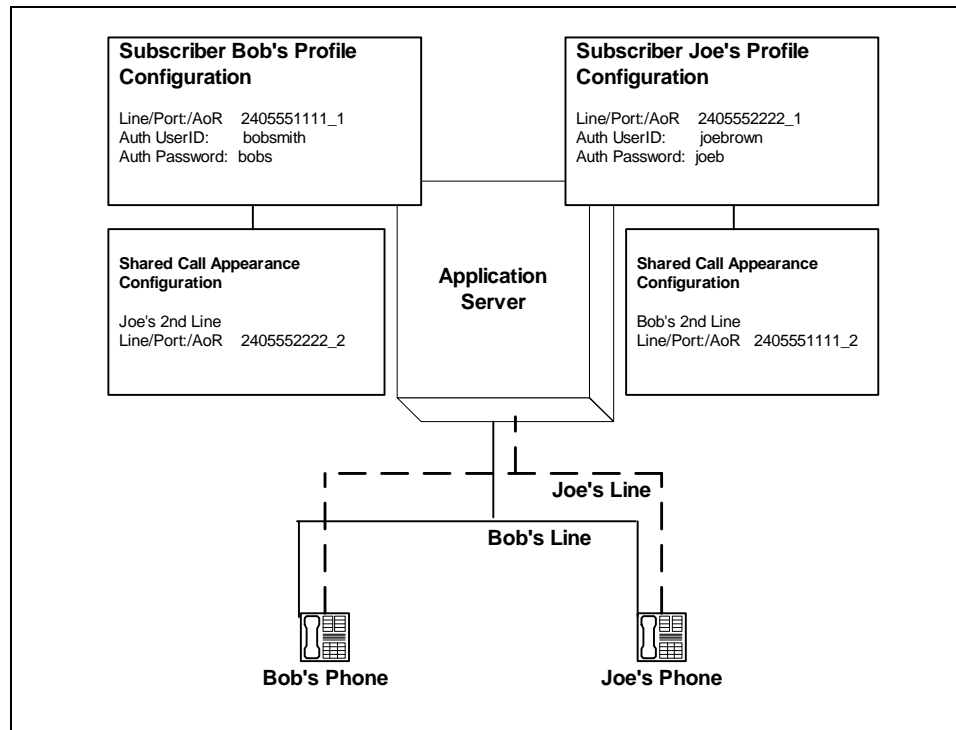 Subscriber Bob's Profile
Configuration
Line/Port:/AoR 2405551111_1
Auth UserID: bobsmith
Auth Password: bobs
Subscriber Joe's Profile
Configuration
Line/Port:/AoR 2405552222_1
Auth UserID: joebrown
Auth Password: joeb
Shared Call Appearance
Configuration
Joe's 2nd Line
Line/Port:/AoR 2405552222_2
Application
Server
Shared Call Appearance
Configuration
Bob's 2nd Line
Line/Port:/AoR 2405551111_2
Joe's Line
Bob's Line
Bob's Phone
Joe's Phone